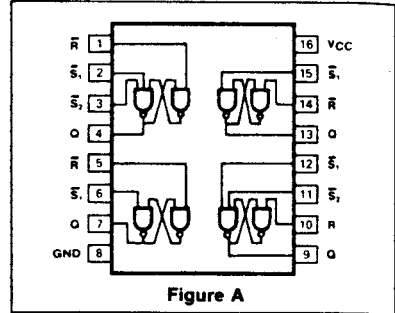 R̅ 1 16 VCC
S̅₁ 2 15 S̅₁
S̅₂ 3 14 R̅
Q 4 13 Q
R̅ 5 12 S̅₁
S̅₁ 6 11 S̅₂
Q 7 10 R
GND 8 9 Q
Figure A